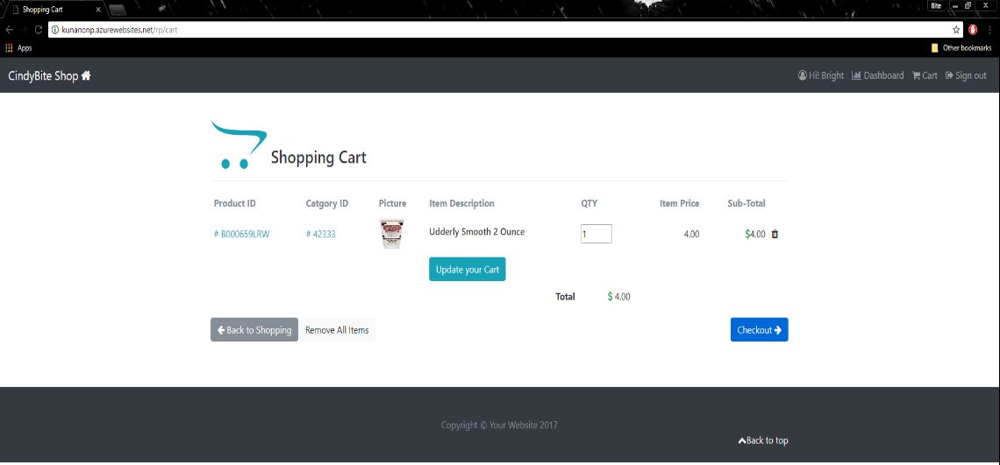 Shopping Cart
Bite
kunanonp.azurewebsites.net/rp/cart
Apps
Other bookmarks
CindyBite Shop
Hi! Bright Dashboard Cart Sign out
Shopping Cart
Product ID Catgory ID Picture Item Description QTY Item Price Sub-Total
# B000659LRW # 42333 Udderly Smooth 2 Ounce 1 4.00 $4.00
Update your Cart
Total $ 4.00
Back to Shopping Remove All Items Checkout
Copyright © Your Website 2017
Back to top